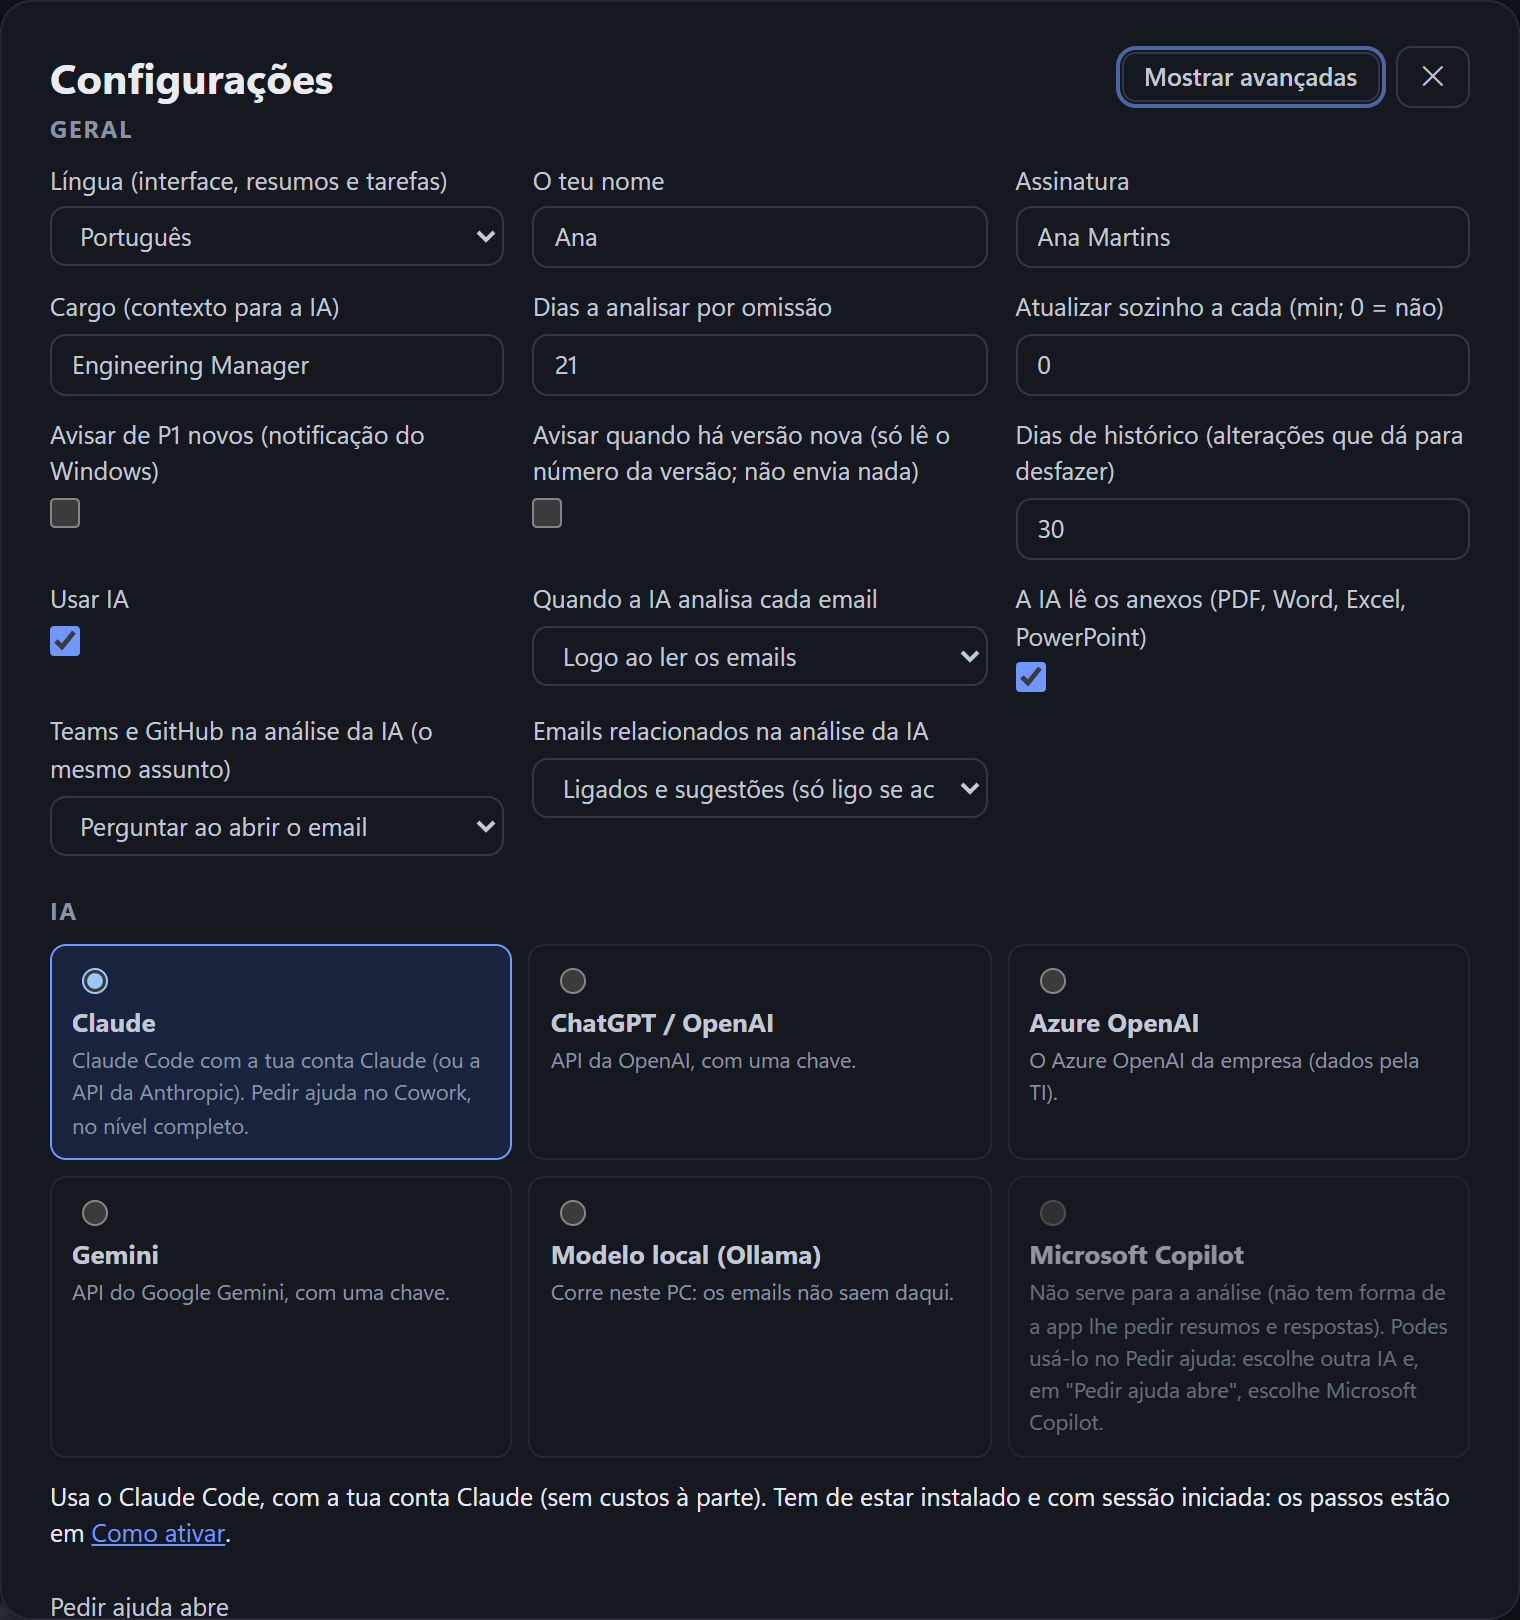 Configurações
Mostrar avançadas
GERAL
Língua (interface, resumos e tarefas)
Português
O teu nome
Ana
Assinatura
Ana Martins
Cargo (contexto para a IA)
Engineering Manager
Dias a analisar por omissão
21
Atualizar sozinho a cada (min; 0 = não)
0
Avisar de P1 novos (notificação do
Windows)
Avisar quando há versão nova (só lê o
número da versão; não envia nada)
Dias de histórico (alterações que dá para
desfazer)
30
Usar IA
Quando a IA analisa cada email
Logo ao ler os emails
A IA lê os anexos (PDF, Word, Excel,
PowerPoint)
Teams e GitHub na análise da IA (o
mesmo assunto)
Perguntar ao abrir o email
Emails relacionados na análise da IA
Ligados e sugestões (só ligo se ac
IA
Claude
Claude Code com a tua conta Claude (ou a
API da Anthropic). Pedir ajuda no Cowork,
no nível completo.
ChatGPT / OpenAI
API da OpenAI, com uma chave.
Azure OpenAI
O Azure OpenAI da empresa (dados pela
TI).
Gemini
API do Google Gemini, com uma chave.
Modelo local (Ollama)
Corre neste PC: os emails não saem daqui.
Microsoft Copilot
Não serve para a análise (não tem forma de
a app lhe pedir resumos e respostas). Podes
usá-lo no Pedir ajuda: escolhe outra IA e,
em "Pedir ajuda abre", escolhe Microsoft
Copilot.
Usa o Claude Code, com a tua conta Claude (sem custos à parte). Tem de estar instalado e com sessão iniciada: os passos estão
em Como ativar.
Pedir ajuda abre